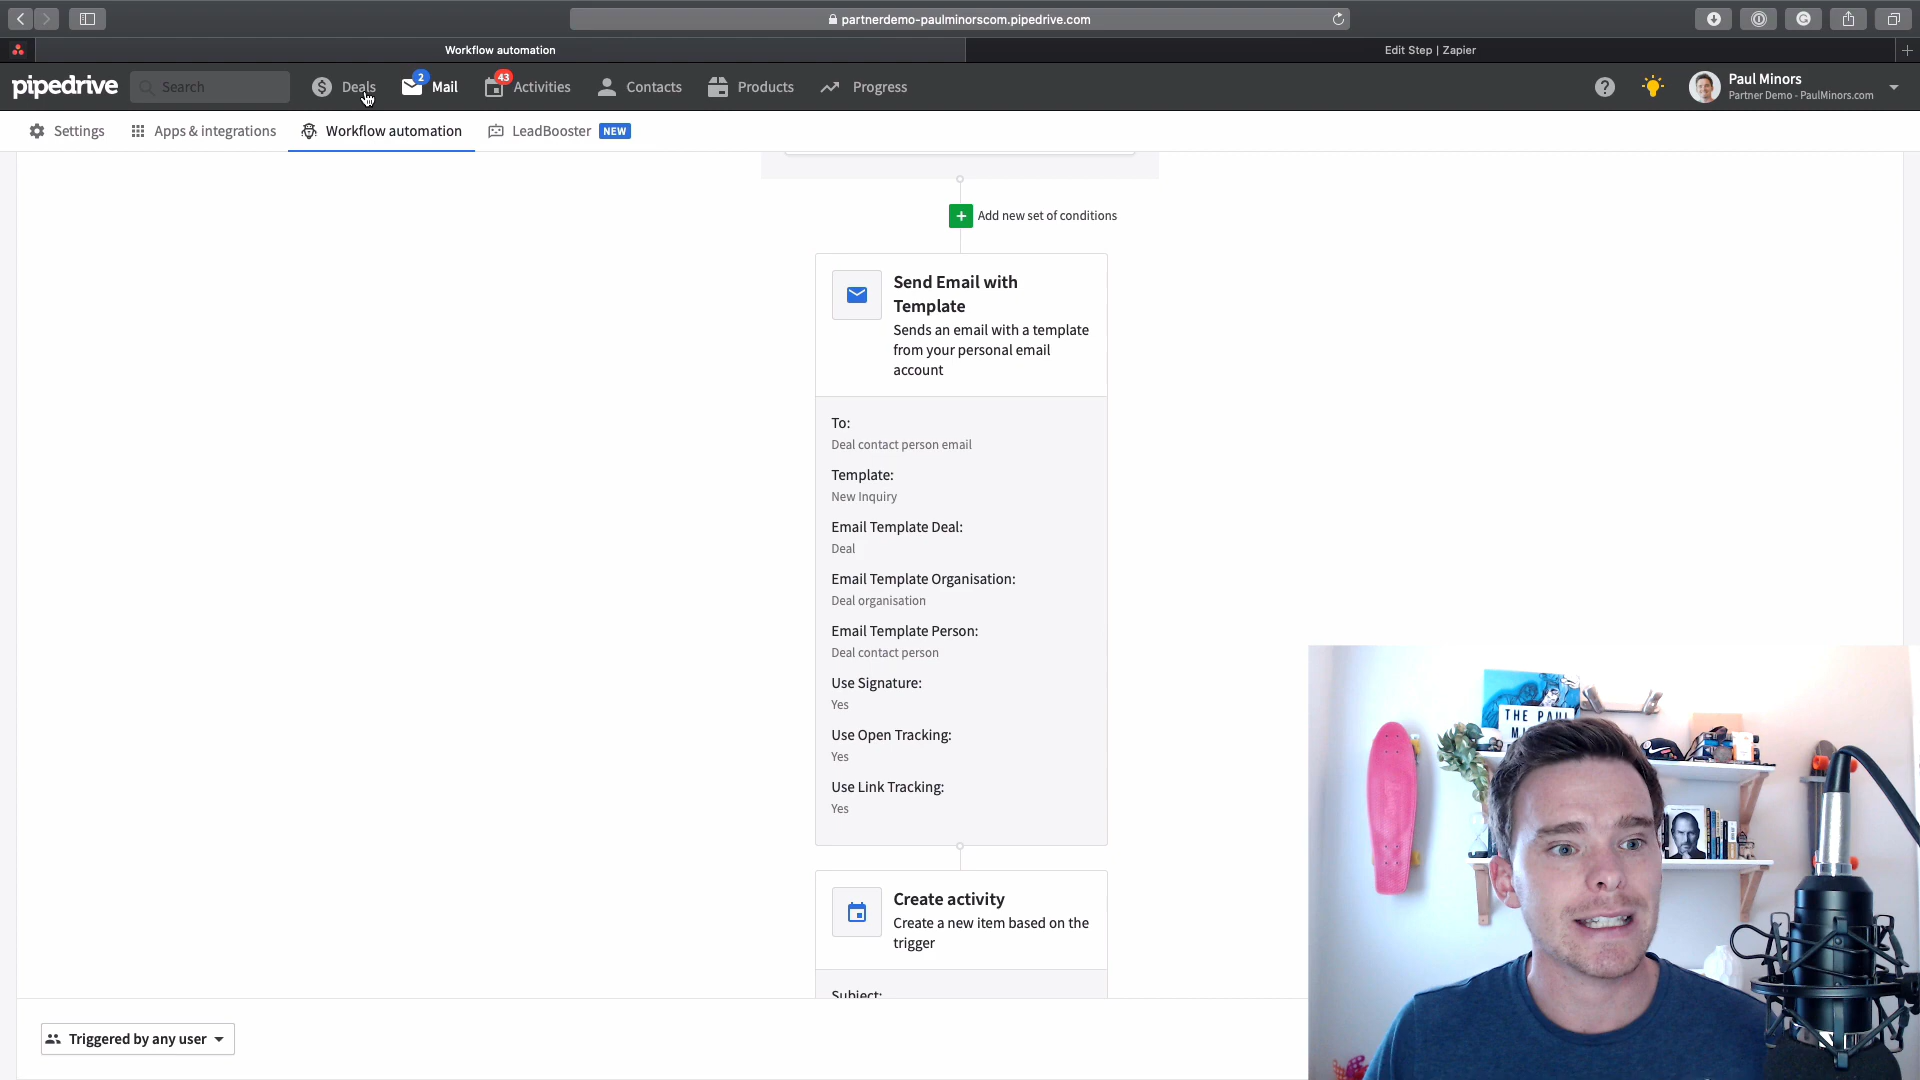 partnerdemo-paulminorscom.pipedrive.com
Workflow automation
Edit Step | Zapier
pipedrive
Search
Deals
2
Mail
43
Activities
Contacts
Products
Progress
Paul Minors
Partner Demo - PaulMinors.com
Settings
Apps & integrations
Workflow automation
LeadBooster
NEW
Add new set of conditions
Send Email with
Template
Sends an email with a template
from your personal email
account
To:
Deal contact person email
Template:
New Inquiry
Email Template Deal:
Deal
Email Template Organisation:
Deal organisation
Email Template Person:
Deal contact person
Use Signature:
Yes
Use Open Tracking:
Yes
Use Link Tracking:
Yes
Create activity
Create a new item based on the
trigger
Subject:
Triggered by any user
THE PAUL